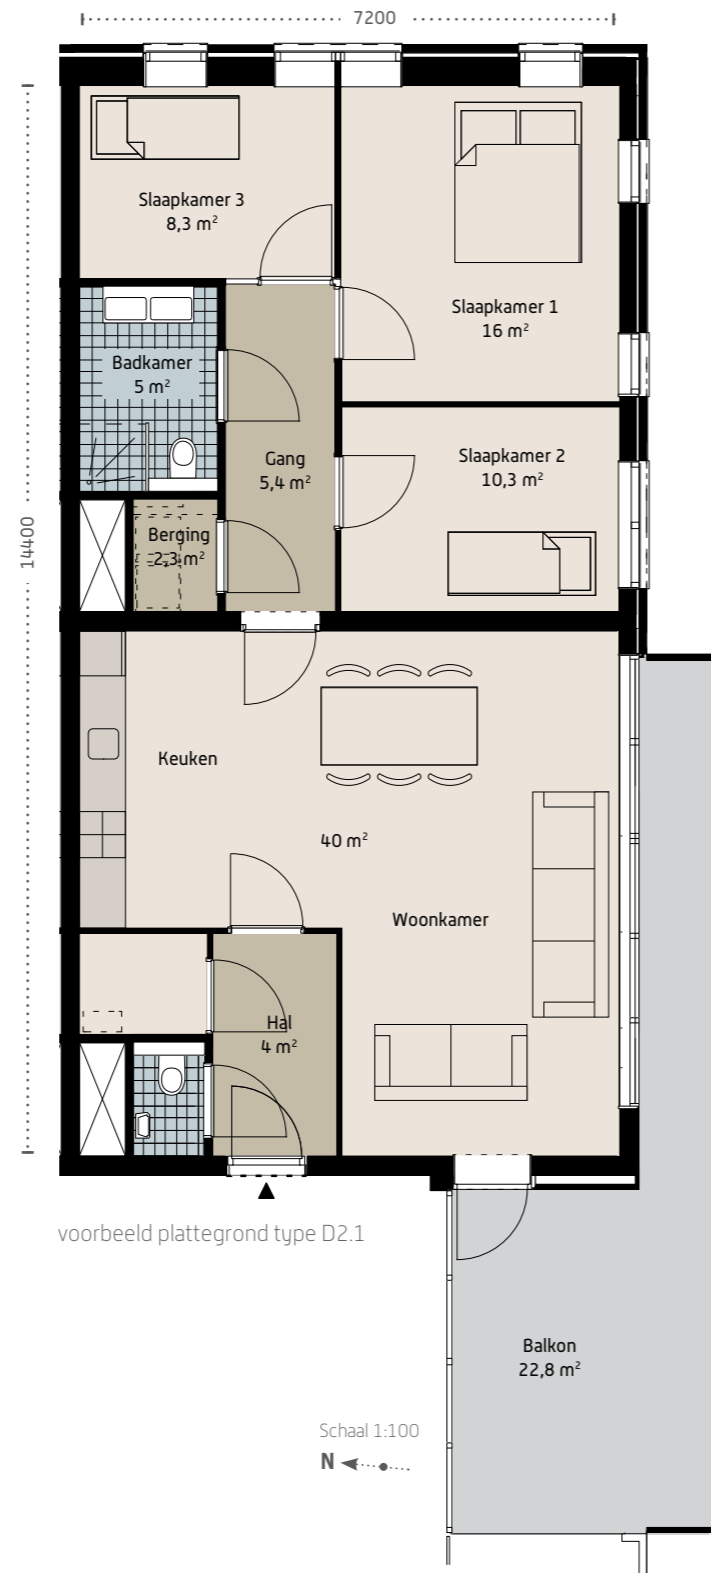 7200
14400
Slaapkamer 3
8,3 m²
Slaapkamer 1
16 m²
Badkamer
5 m²
Gang
5,4 m²
Slaapkamer 2
10,3 m²
Berging
2,3 m²
Keuken
40 m²
Woonkamer
Hal
4 m²
voorbeeld plattegrond type D2.1
Balkon
22,8 m²
Schaal 1:100
N